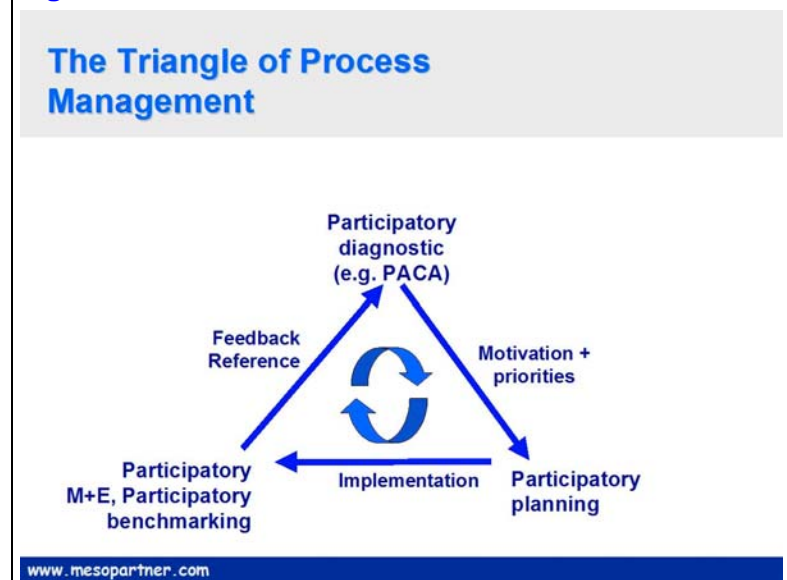 The Triangle of Process
Management
Participatory
diagnostic
(e.g. PACA)
Feedback
Reference
Motivation +
priorities
Participatory
M+E, Participatory
benchmarking
Implementation
Participatory
planning
www.mesopartner.com